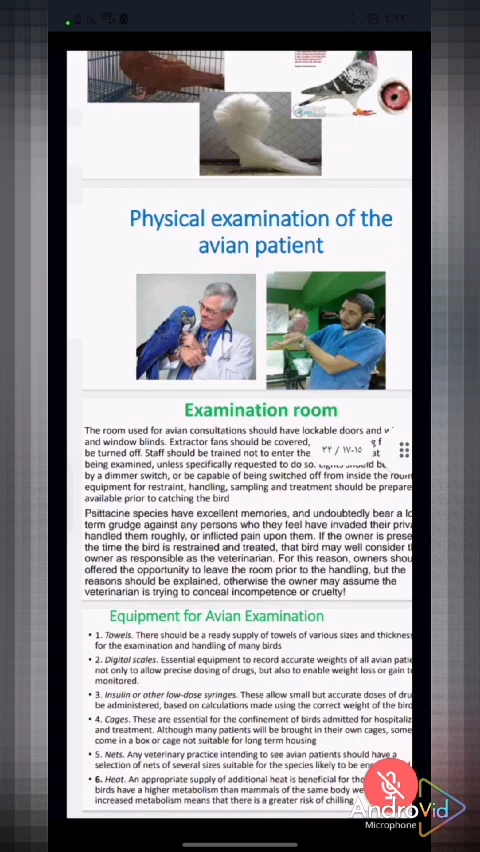 ٤:٢٣
Physical examination of the
avian patient
Examination room
The room used for avian consultations should have lockable doors and
and window blinds. Extractor fans should be covered,
be turned off. Staff should be trained not to enter the
٢٢ / ١٧-١٥
being examined, unless specifically requested to do so.
by a dimmer switch, or be capable of being switched off from inside the room
equipment for restraint, handling, sampling and treatment should be prepare
available prior to catching the bird
Psittacine species have excellent memories, and undoubtedly bear a lo
term grudge against any persons who they feel have invaded their priva
handled them roughly, or inflicted pain upon them. If the owner is prese
the time the bird is restrained and treated, that bird may well consider t
owner as responsible as the veterinarian. For this reason, owners shou
offered the opportunity to leave the room prior to the handling, but the
reasons should be explained, otherwise the owner may assume the
veterinarian is trying to conceal incompetence or cruelty!
Equipment for Avian Examination
• 1. Towels. There should be a ready supply of towels of various sizes and thickness
for the examination and handling of many birds
• 2. Digital scales. Essential equipment to record accurate weights of all avian patie
not only to allow precise dosing of drugs, but also to enable weight loss or gain t
monitored.
• 3. Insulin or other low-dose syringes. These allow small but accurate doses of dru
be administered, based on calculations made using the correct weight of the bird
• 4. Cages. These are essential for the confinement of birds admitted for hospitaliz
and treatment. Although many patients will be brought in their own cages, some
come in a box or cage not suitable for long term housing
• 5. Nets. Any veterinary practice intending to see avian patients should have a
selection of nets of several sizes suitable for the species likely to be
• 6. Heat. An appropriate supply of additional heat is beneficial for the
birds have a higher metabolism than mammals of the same body we
increased metabolism means that there is a greater risk of chilling
AndroVid
Microphone